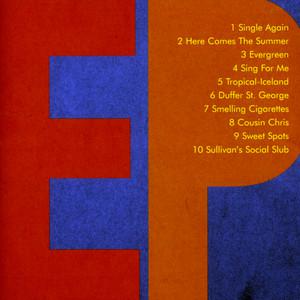 EP
1 Single Again
2 Here Comes The Summer
3 Evergreen
4 Sing For Me
5 Tropical-Iceland
6 Duffer St. George
7 Smelling Cigarettes
8 Cousin Chris
9 Sweet Spots
10 Sullivan's Social Slub